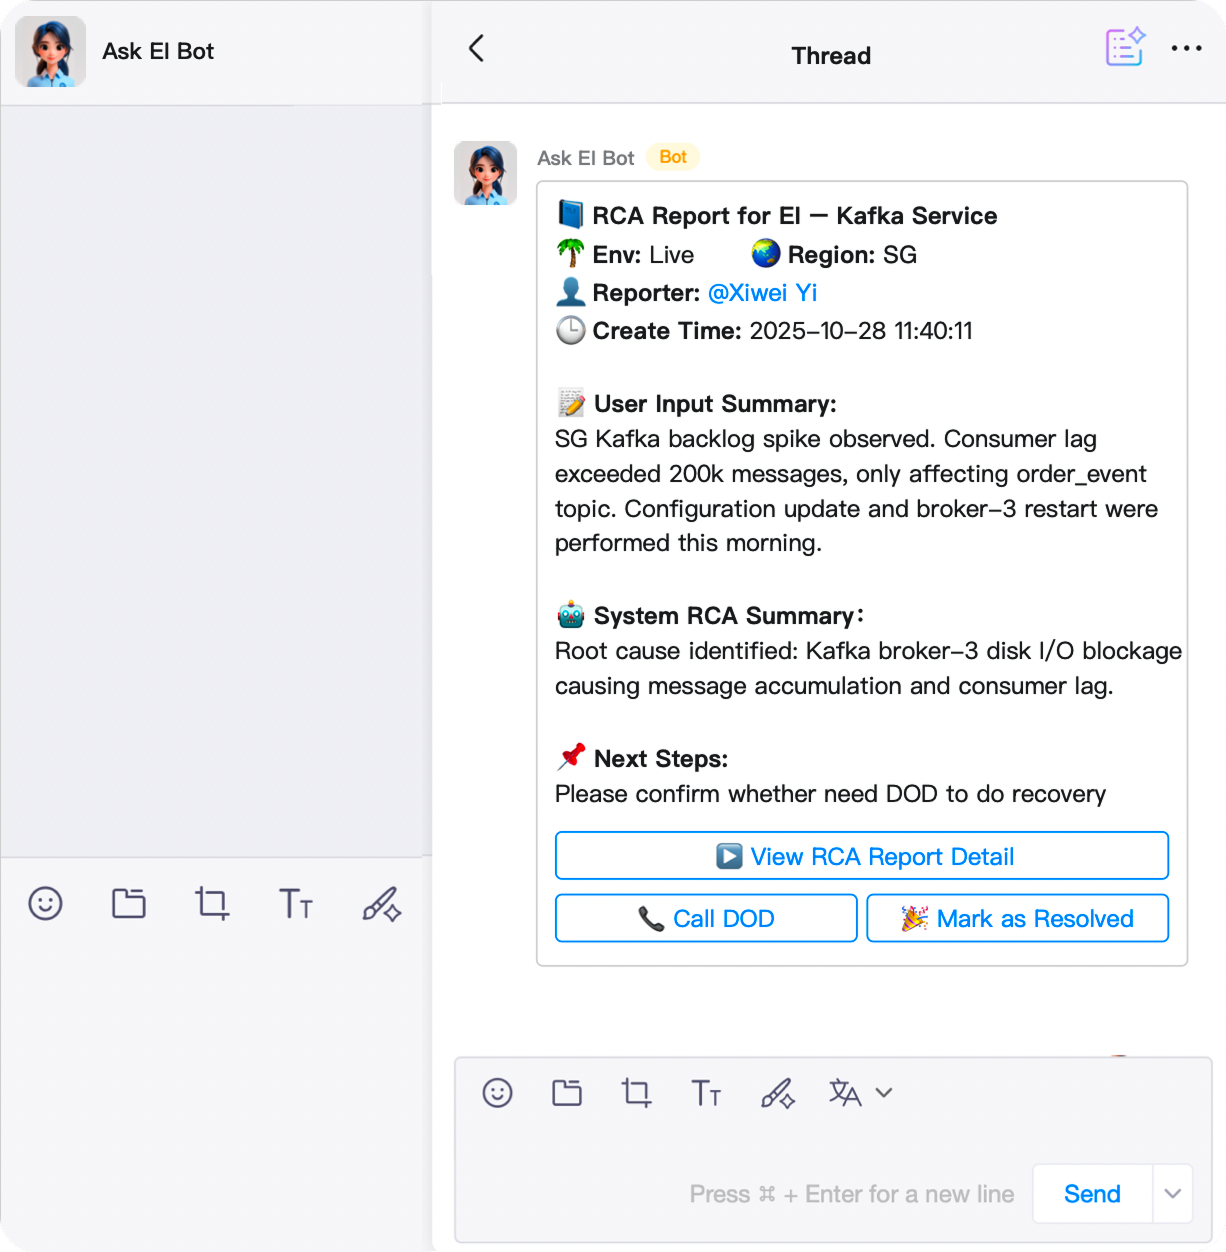 Ask EI Bot
Thread
Ask EI Bot Bot
RCA Report for EI – Kafka Service
Env: Live Region: SG
Reporter: @Xiwei Yi
Create Time: 2025-10-28 11:40:11
User Input Summary:
SG Kafka backlog spike observed. Consumer lag
exceeded 200k messages, only affecting order_event
topic. Configuration update and broker-3 restart were
performed this morning.
System RCA Summary:
Root cause identified: Kafka broker-3 disk I/O blockage
causing message accumulation and consumer lag.
Next Steps:
Please confirm whether need DOD to do recovery
View RCA Report Detail
Call DOD Mark as Resolved
Press ⌘ + Enter for a new line Send